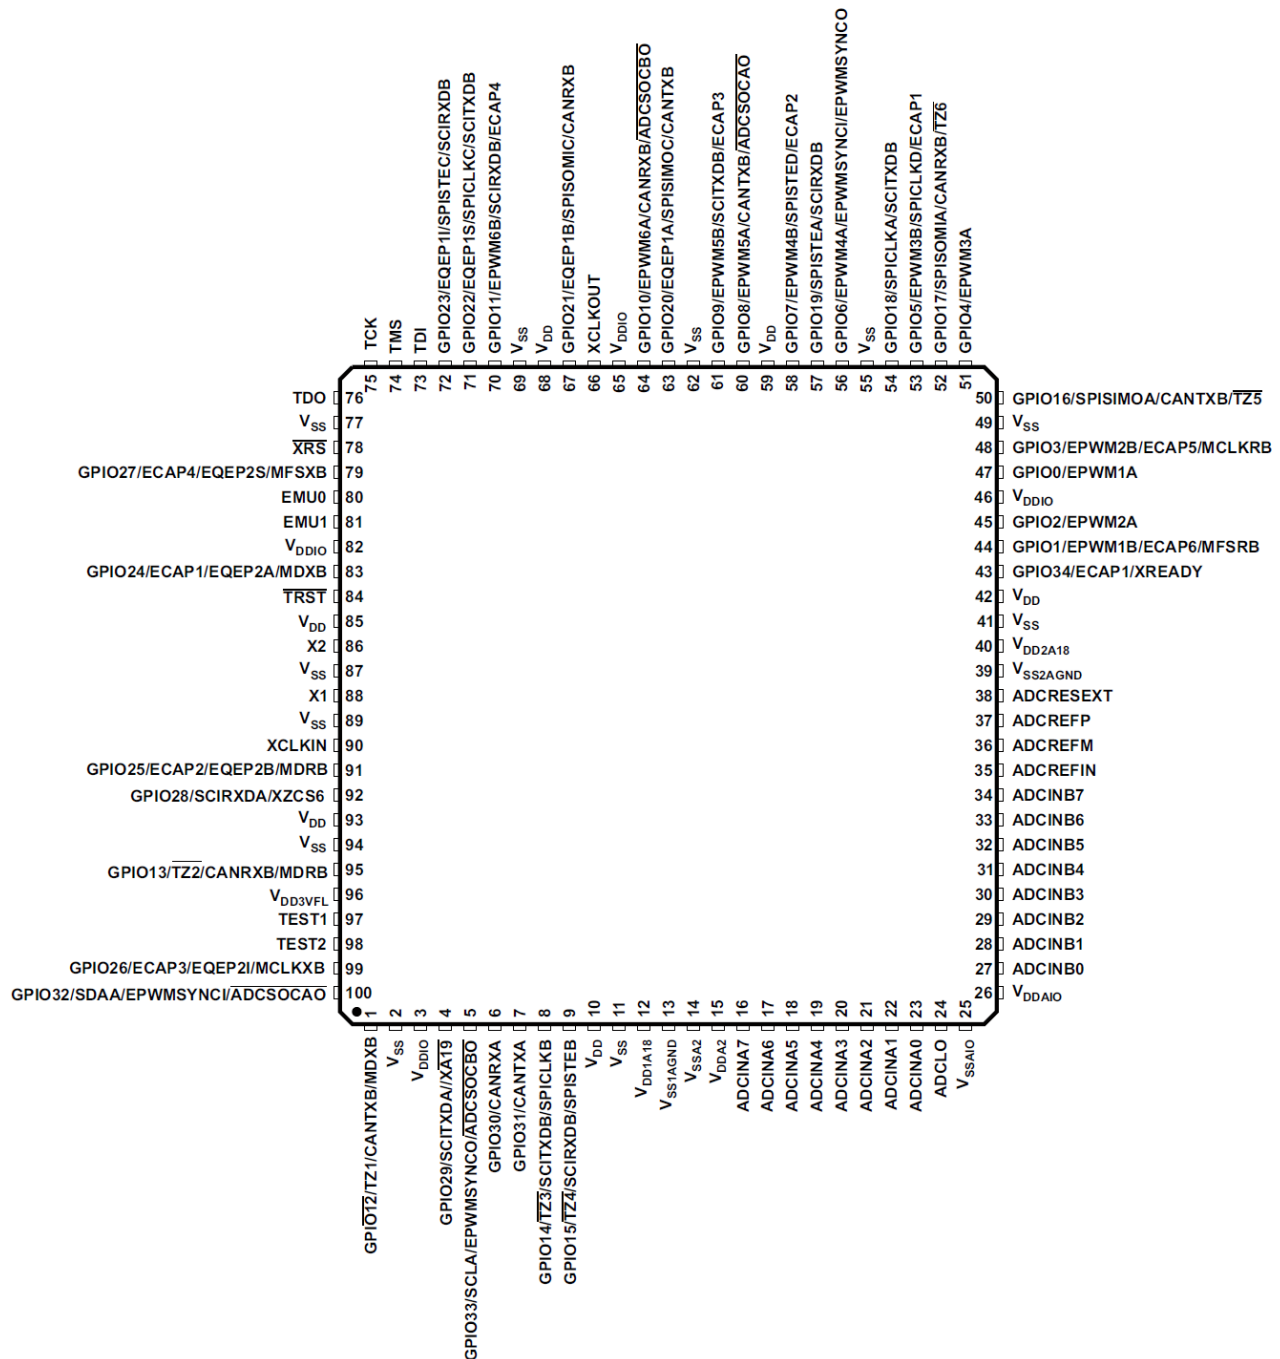 TCK
TMS
TDI
GPIO23/EQEP1I/SPISTEC/SCIRXDB
GPIO22/EQEP1S/SPICLKC/SCITXDB
GPIO11/EPWM6B/SCIRXDB/ECAP4
VSS
VDD
GPIO21/EQEP1B/SPISOMIC/CANRXB
XCLKOUT
VDDIO
GPIO10/EPWM6A/CANRXB/ADCSOCBO
GPIO20/EQEP1A/SPISIMOC/CANTXB
VSS
GPIO9/EPWM5B/SCITXDB/ECAP3
GPIO8/EPWM5A/CANTXB/ADCSOCAO
VDD
GPIO7/EPWM4B/SPISTED/ECAP2
GPIO19/SPISTEA/SCIRXDB
GPIO6/EPWM4A/EPWMSYNCI/EPWMSYNCO
VSS
GPIO18/SPICLKA/SCITXDB
GPIO5/EPWM3B/SPICLKD/ECAP1
GPIO17/SPISOMIA/CANRXB/TZ6
GPIO4/EPWM3A
75 74 73 72 71 70 69 68 67 66 65 64 63 62 61 60 59 58 57 56 55 54 53 52 51
TDO 76
VSS 77
XRS 78
GPIO27/ECAP4/EQEP2S/MFSXB 79
EMU0 80
EMU1 81
VDDIO 82
GPIO24/ECAP1/EQEP2A/MDXB 83
TRST 84
VDD 85
X2 86
VSS 87
X1 88
VSS 89
XCLKIN 90
GPIO25/ECAP2/EQEP2B/MDRB 91
GPIO28/SCIRXDA/XZCS6 92
VDD 93
VSS 94
GPIO13/TZ2/CANRXB/MDRB 95
VDD3VFL 96
TEST1 97
TEST2 98
GPIO26/ECAP3/EQEP2I/MCLKXB 99
GPIO32/SDAA/EPWMSYNCI/ADCSOCAO 100
50 GPIO16/SPISIMOA/CANTXB/TZ5
49 VSS
48 GPIO3/EPWM2B/ECAP5/MCLKRB
47 GPIO0/EPWM1A
46 VDDIO
45 GPIO2/EPWM2A
44 GPIO1/EPWM1B/ECAP6/MFSRB
43 GPIO34/ECAP1/XREADY
42 VDD
41 VSS
40 VDD2A18
39 VSS2AGND
38 ADCRESEXT
37 ADCREFP
36 ADCREFM
35 ADCREFIN
34 ADCINB7
33 ADCINB6
32 ADCINB5
31 ADCINB4
30 ADCINB3
29 ADCINB2
28 ADCINB1
27 ADCINB0
26 VDDAIO
1 2 3 4 5 6 7 8 9 10 11 12 13 14 15 16 17 18 19 20 21 22 23 24 25
GPIO12/TZ1/CANTXB/MDXB
VSS
VDDIO
GPIO29/SCITXDA//XA19
GPIO33/SCLA/EPWMSYNCO/ADCSOCBO
GPIO30/CANRXA
GPIO31/CANTXA
GPIO14/TZ3/SCITXDB/SPICLKB
GPIO15/TZ4/SCIRXDB/SPISTEB
VDD
VSS
VDD1A18
VSS1AGND
VSSA2
VDDA2
ADCINA7
ADCINA6
ADCINA5
ADCINA4
ADCINA3
ADCINA2
ADCINA1
ADCINA0
ADCLO
VSSAIO